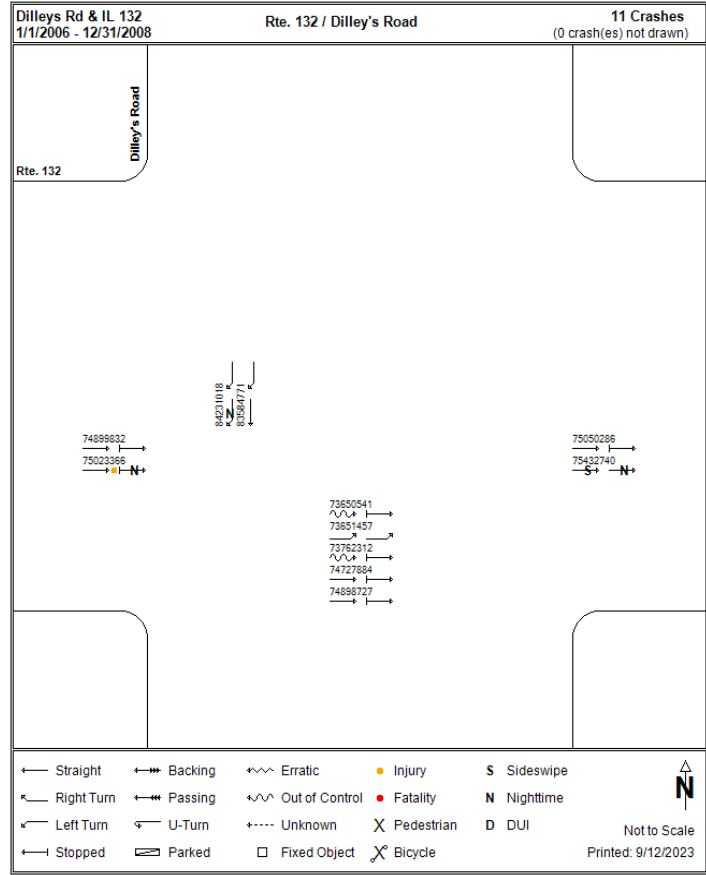 Dilleys Rd & IL 132
1/1/2006 - 12/31/2008
Rte. 132 / Dilley's Road
11 Crashes
(0 crash(es) not drawn)
Dilley's Road
Rte. 132
84231018
N
83584771
74899832
75023366
N
75050286
75432740
S N
73650541
73651457
73762312
74727884
74898727
Straight Backing Erratic Injury S Sideswipe
Right Turn Passing Out of Control Fatality N Nighttime
Left Turn U-Turn Unknown X Pedestrian D DUI
Stopped Parked Fixed Object X Bicycle
N
Not to Scale
Printed: 9/12/2023